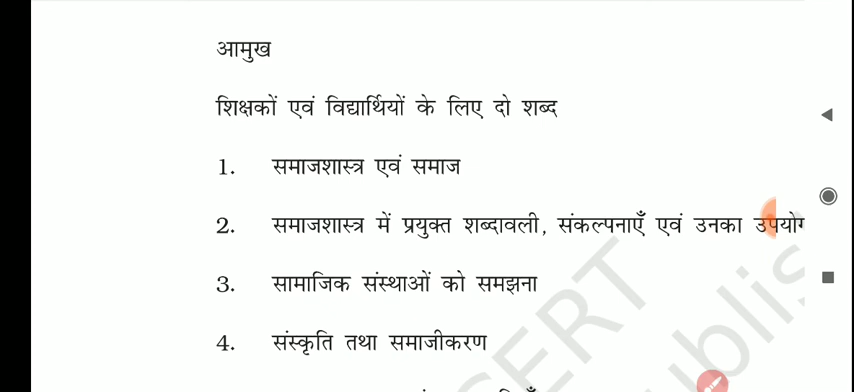 आमुख
शिक्षकों एवं विद्यार्थियों के लिए दो शब्द
1. समाजशास्त्र एवं समाज
2. समाजशास्त्र में प्रयुक्त शब्दावली, संकल्पनाएँ एवं उनका उपयोग
3. सामाजिक संस्थाओं को समझना
4. संस्कृति तथा समाजीकरण